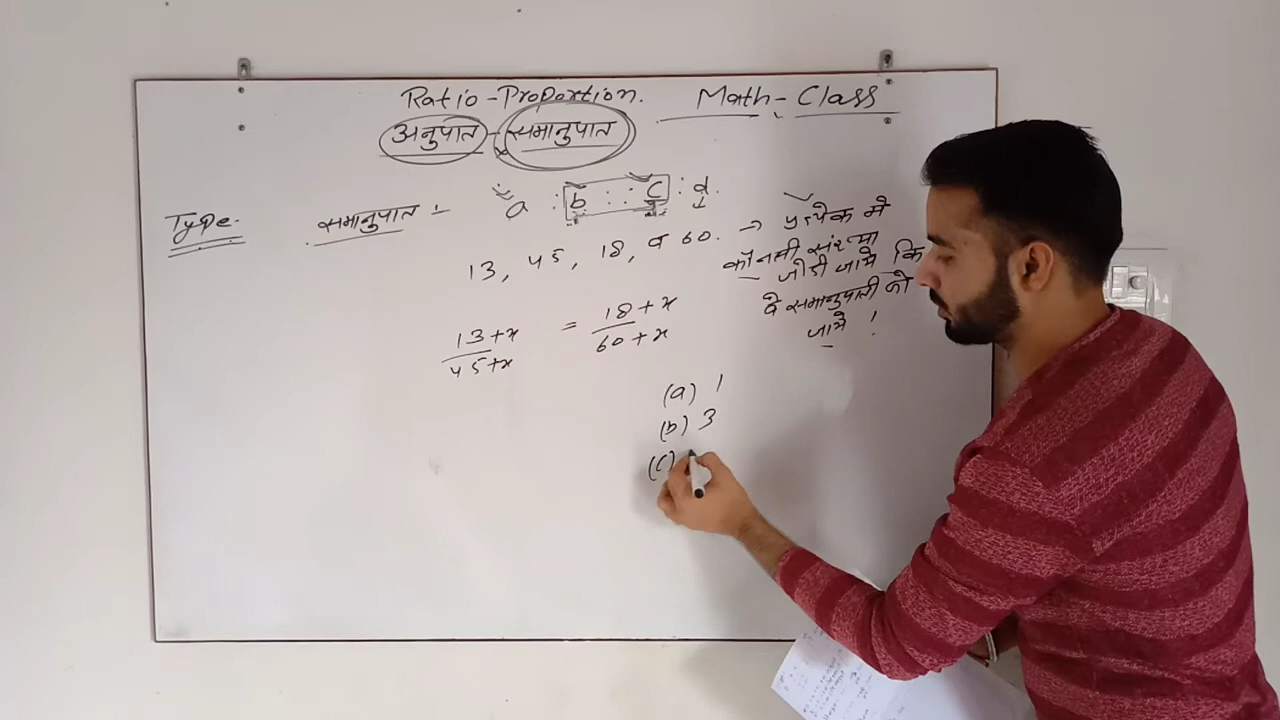 Ratio-Proportion. Math-Class
अनुपात - समानुपात
Type. समानुपात :- a : b :: c : d.
13, 45, 18, व 60. → प्रत्येक मे
कौनसी संख्या
जोडी जाये कि
वे समानुपाती हो
जाये !
13+x/45+x = 18+x/60+x
(a) 1
(b) 3
(c)